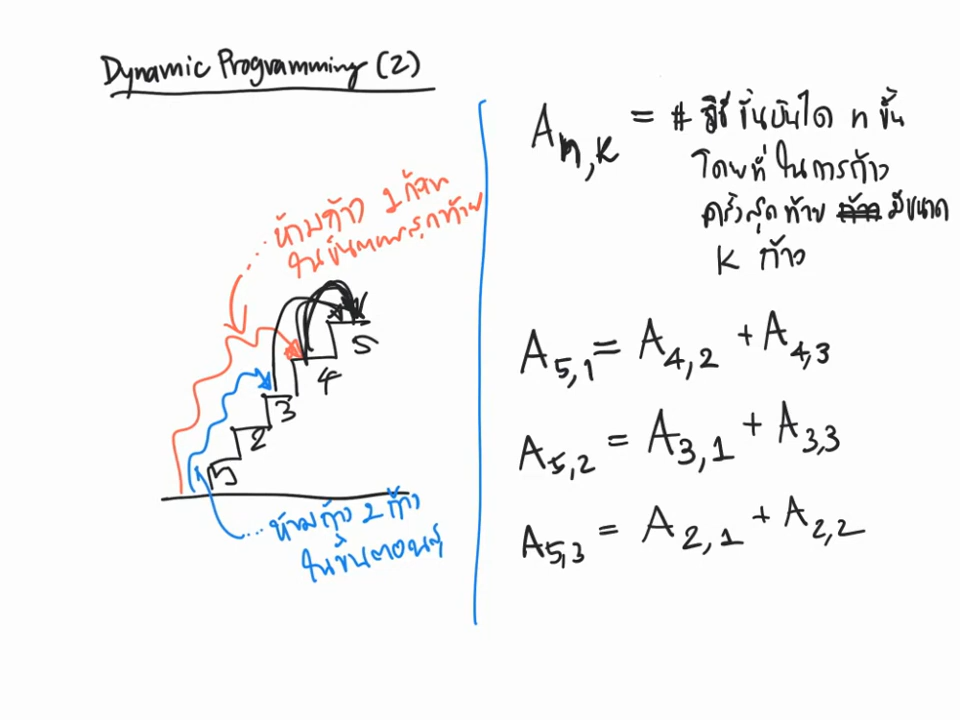 Dynamic Programming (2)
ห้ามก้าว 1 ก้าว
ในขั้นตอนสุดท้าย
5
4
3
2
ห้ามก้าว 2 ก้าว
ในขั้นตอนสุ
A n,k = # วิธีขึ้นบันได n ขั้น
โดยที่ ในการก้าว
ครั้งสุดท้าย มีขนาด
k ก้าว
A5,1 = A4,2 + A4,3
A5,2 = A3,1 + A3,3
A5,3 = A2,1 + A2,2